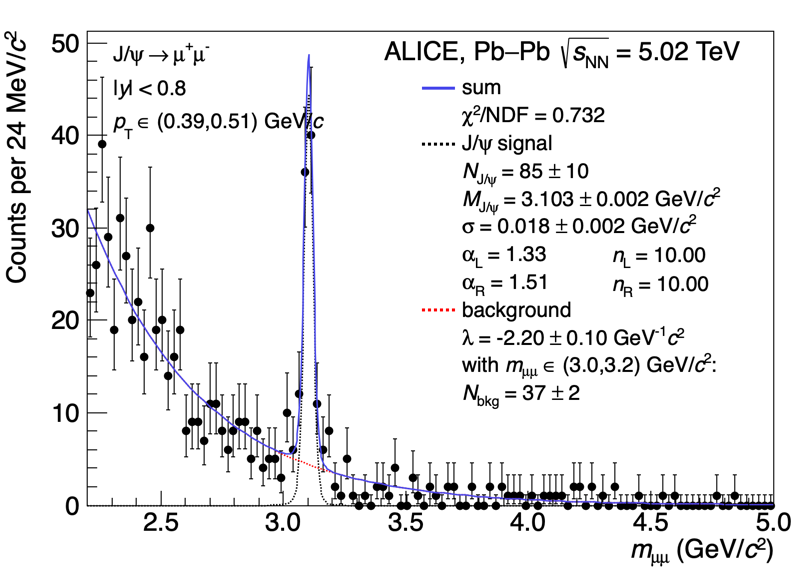 Counts per 24 MeV/c²
50
40
30
20
10
0
J/ψ → μ⁺μ⁻
|y| < 0.8
p_T ∈ (0.39,0.51) GeV/c
ALICE, Pb–Pb √s_NN = 5.02 TeV
sum
χ²/NDF = 0.732
J/ψ signal
N_J/ψ = 85 ± 10
M_J/ψ = 3.103 ± 0.002 GeV/c²
σ = 0.018 ± 0.002 GeV/c²
α_L = 1.33 n_L = 10.00
α_R = 1.51 n_R = 10.00
background
λ = -2.20 ± 0.10 GeV⁻¹c²
with m_μμ ∈ (3.0,3.2) GeV/c²:
N_bkg = 37 ± 2
2.5 3.0 3.5 4.0 4.5 5.0
m_μμ (GeV/c²)